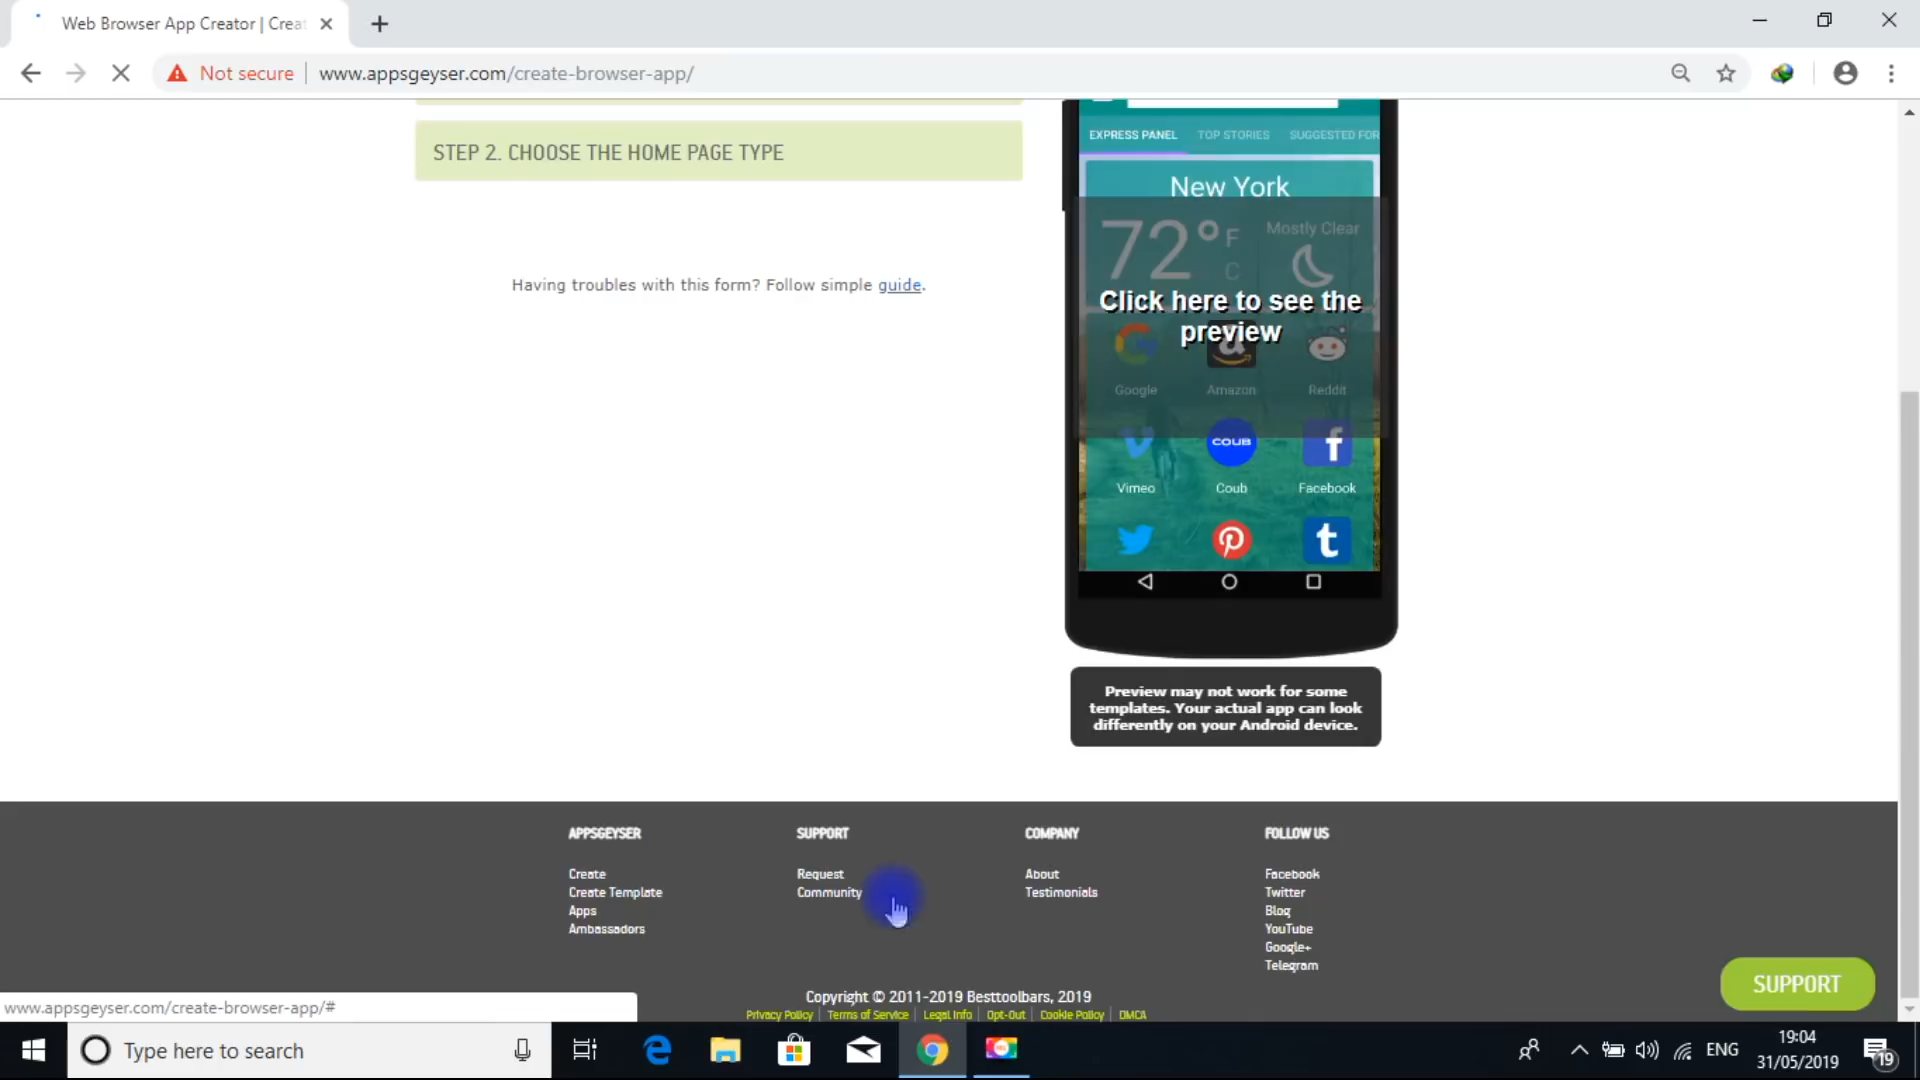 Web Browser App Creator | Crea
Not secure
www.appsgeyser.com/create-browser-app/
STEP 2. CHOOSE THE HOME PAGE TYPE
Having troubles with this form? Follow simple guide.
EXPRESS PANEL TOP STORIES SUGGESTED FOR
New York
72° F
C
Mostly Clear
Click here to see the
preview
Google Amazon Reddit
COUB
Vimeo Coub Facebook
Preview may not work for some
templates. Your actual app can look
differently on your Android device.
APPSGEYSER
Create
Create Template
Apps
Ambassadors
SUPPORT
Request
Community
COMPANY
About
Testimonials
FOLLOW US
Facebook
Twitter
Blog
YouTube
Google+
Telegram
SUPPORT
Copyright © 2011-2019 Besttoolbars, 2019
Privacy Policy | Terms of Service | Legal Info | Opt-Out | Cookie Policy | DMCA
www.appsgeyser.com/create-browser-app/#
Type here to search
ENG
19:04
31/05/2019
19